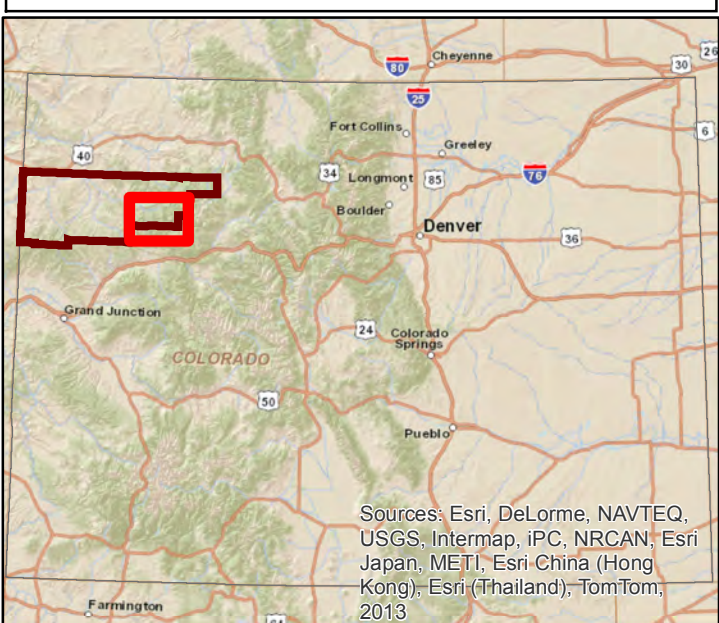 Cheyenne
80
30
26
25
Fort Collins
6
Greeley
40
34
Longmont
85
76
Boulder
Denver
36
Grand Junction
24
Colorado
Springs
COLORADO
50
Pueblo
Sources: Esri, DeLorme, NAVTEQ,
USGS, Intermap, iPC, NRCAN, Esri
Japan, METI, Esri China (Hong
Kong), Esri (Thailand), TomTom,
2013
Farmington